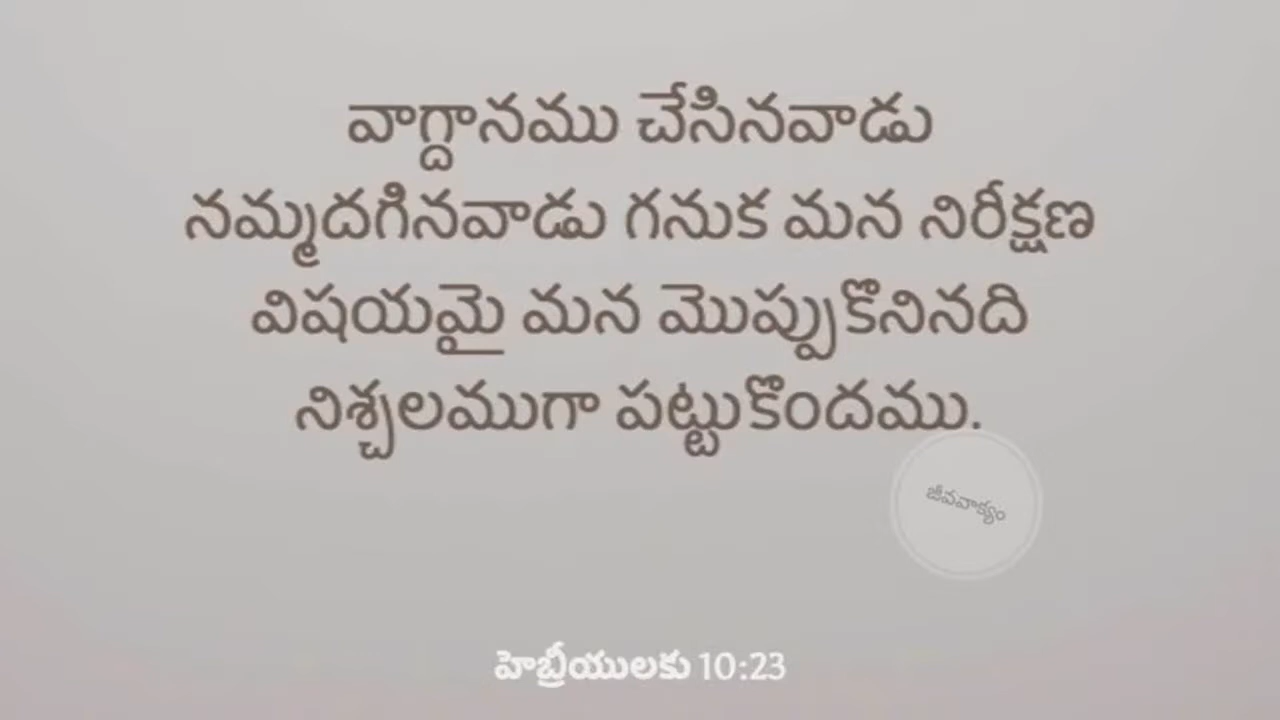 వాగ్దానము చేసినవాడు
నమ్మదగినవాడు గనుక మన నిరీక్షణ
విషయమై మన మొప్పుకొనినది
నిశ్చలముగా పట్టుకొందము.
జీవవాక్యం
హెబ్రీయులకు 10:23